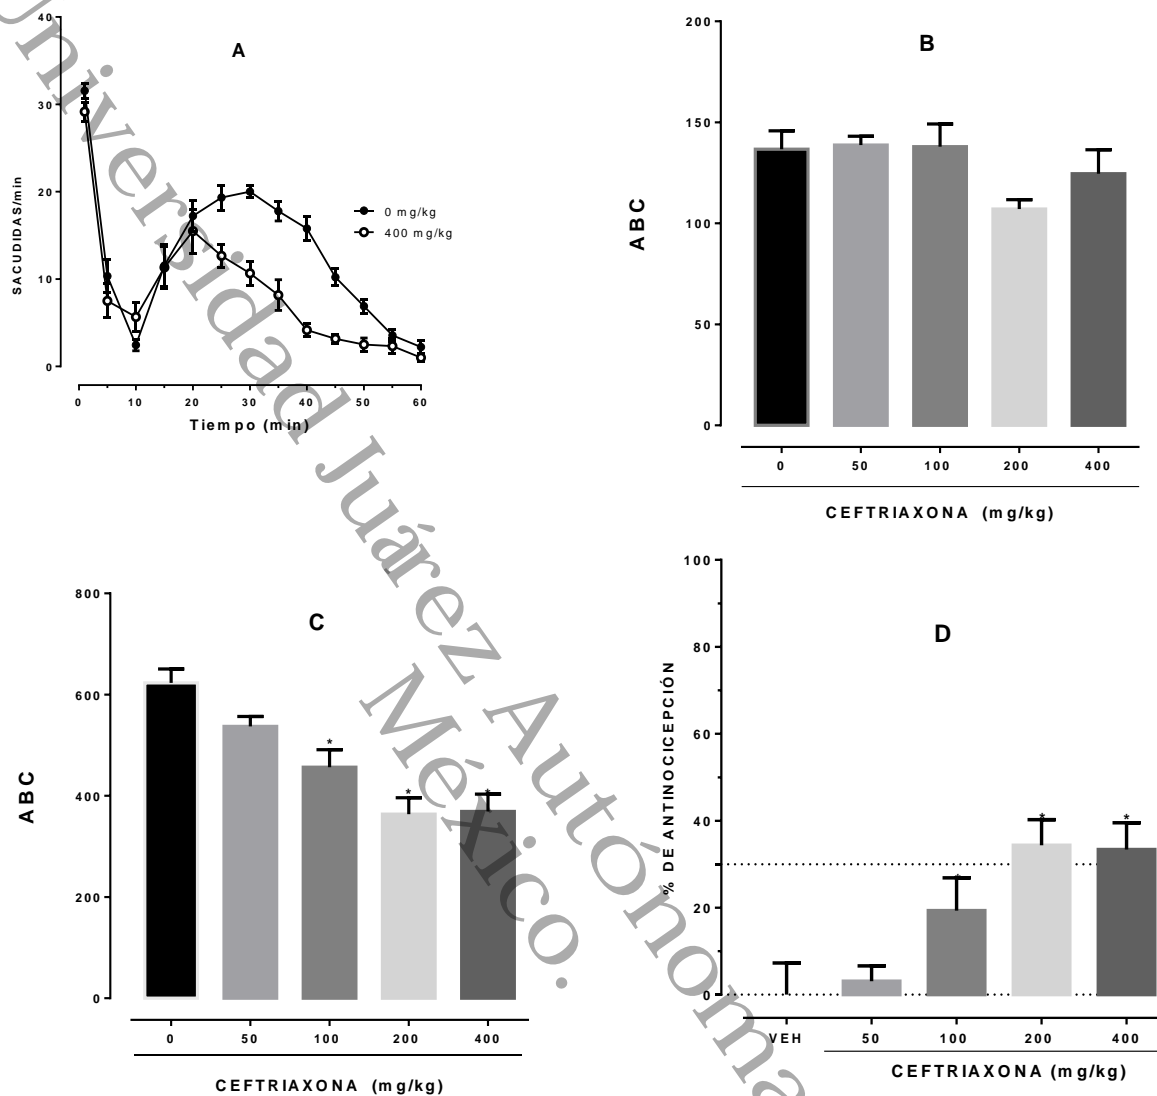 A
40
30
20
10
0
SACUDIDAS/min
0 mg/kg
400 mg/kg
0 10 20 30 40 50 60
Tiempo (min)
B
200
150
100
50
0
ABC
0 50 100 200 400
CEFTRIAXONA (mg/kg)
C
800
600
400
200
0
ABC
* * *
0 50 100 200 400
CEFTRIAXONA (mg/kg)
D
100
80
60
40
20
0
% DE ANTINOCICEPCIÓN
* * *
VEH 50 100 200 400
CEFTRIAXONA (mg/kg)
Universidad Juárez Autónoma
México.